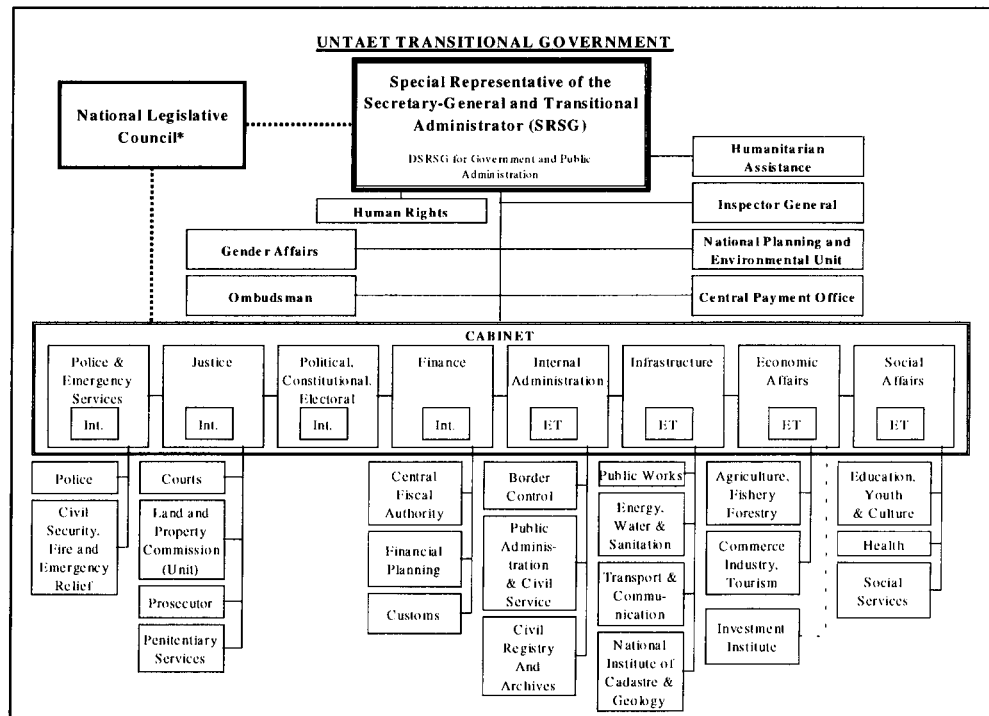 UNTAET TRANSITIONAL GOVERNMENT
Special Representative of the
Secretary-General and Transitional
Administrator (SRSG)
DSRSG for Government and Public
Administration
National Legislative
Council*
Humanitarian
Assistance
Human Rights
Inspector General
Gender Affairs
National Planning and
Environmental Unit
Ombudsman
Central Payment Office
CABINET
Police &
Emergency
Services
Int.
Justice
Int.
Political,
Constitutional,
Electoral
Int.
Finance
Int.
Internal
Administration
ET
Infrastructure
ET
Economic
Affairs
ET
Social
Affairs
ET
Police
Civil
Security,
Fire and
Emergency
Relief
Courts
Land and
Property
Commission
(Unit)
Prosecutor
Penitentiary
Services
Central
Fiscal
Authority
Financial
Planning
Customs
Border
Control
Public
Adminis-
tration
& Civil
Service
Civil
Registry
And
Archives
Public Works
Energy,
Water &
Sanitation
Transport &
Commu-
nication
National
Institute of
Cadastre &
Geology
Agriculture,
Fishery
Forestry
Commerce
Industry,
Tourism
Investment
Institute
Education,
Youth
& Culture
Health
Social
Services